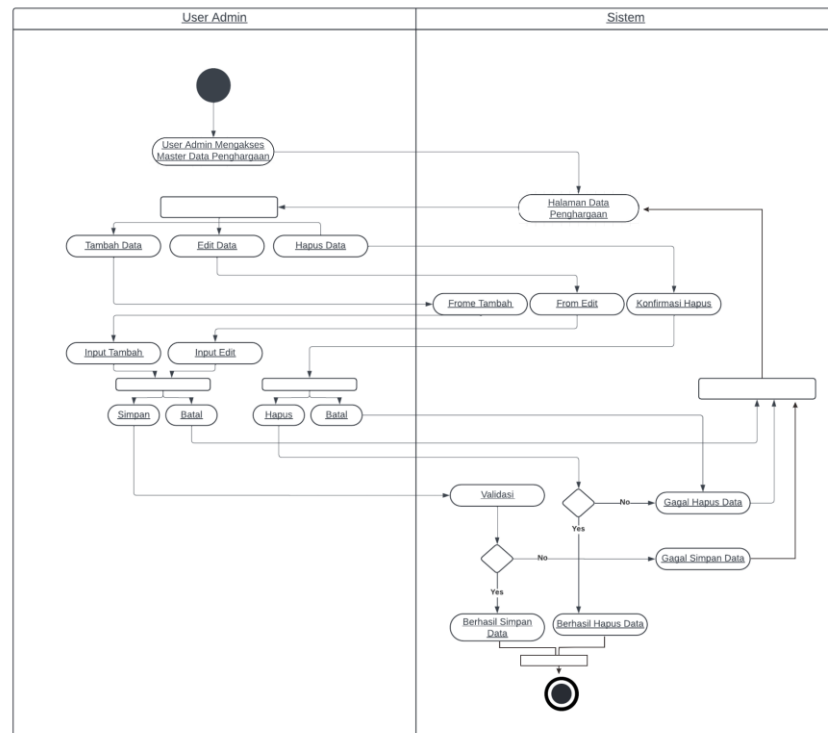 User Admin
Sistem
User Admin Mengakses
Master Data Penghargaan
Halaman Data
Penghargaan
Tambah Data
Edit Data
Hapus Data
Frome Tambah
From Edit
Konfirmasi Hapus
Input Tambah
Input Edit
Simpan
Batal
Hapus
Batal
Validasi
No
Gagal Hapus Data
Yes
No
Gagal Simpan Data
Yes
Berhasil Simpan
Data
Berhasil Hapus Data